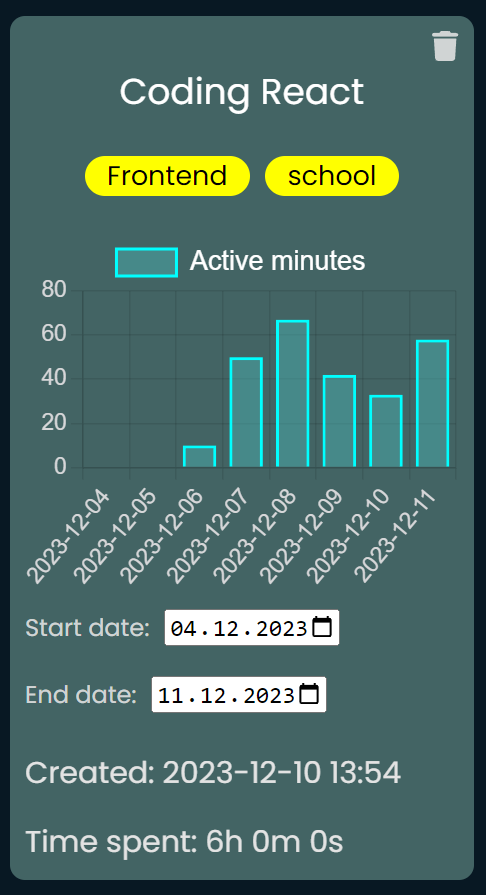 Coding React
Frontend school
Active minutes
80
60
40
20
0
2023-12-04 2023-12-05 2023-12-06 2023-12-07 2023-12-08 2023-12-09 2023-12-10 2023-12-11
Start date: 04.12.2023
End date: 11.12.2023
Created: 2023-12-10 13:54
Time spent: 6h 0m 0s